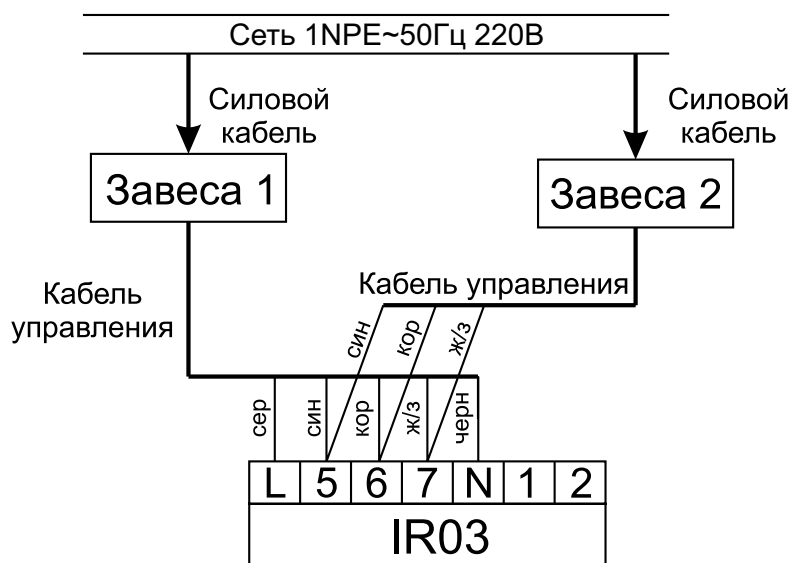 Сеть 1NPE~50Гц 220В
Силовой
кабель
Силовой
кабель
Завеса 1
Завеса 2
Кабель
управления
Кабель управления
син
кор
ж/з
сер
син
кор
ж/з
черн
L 5 6 7 N 1 2
IR03